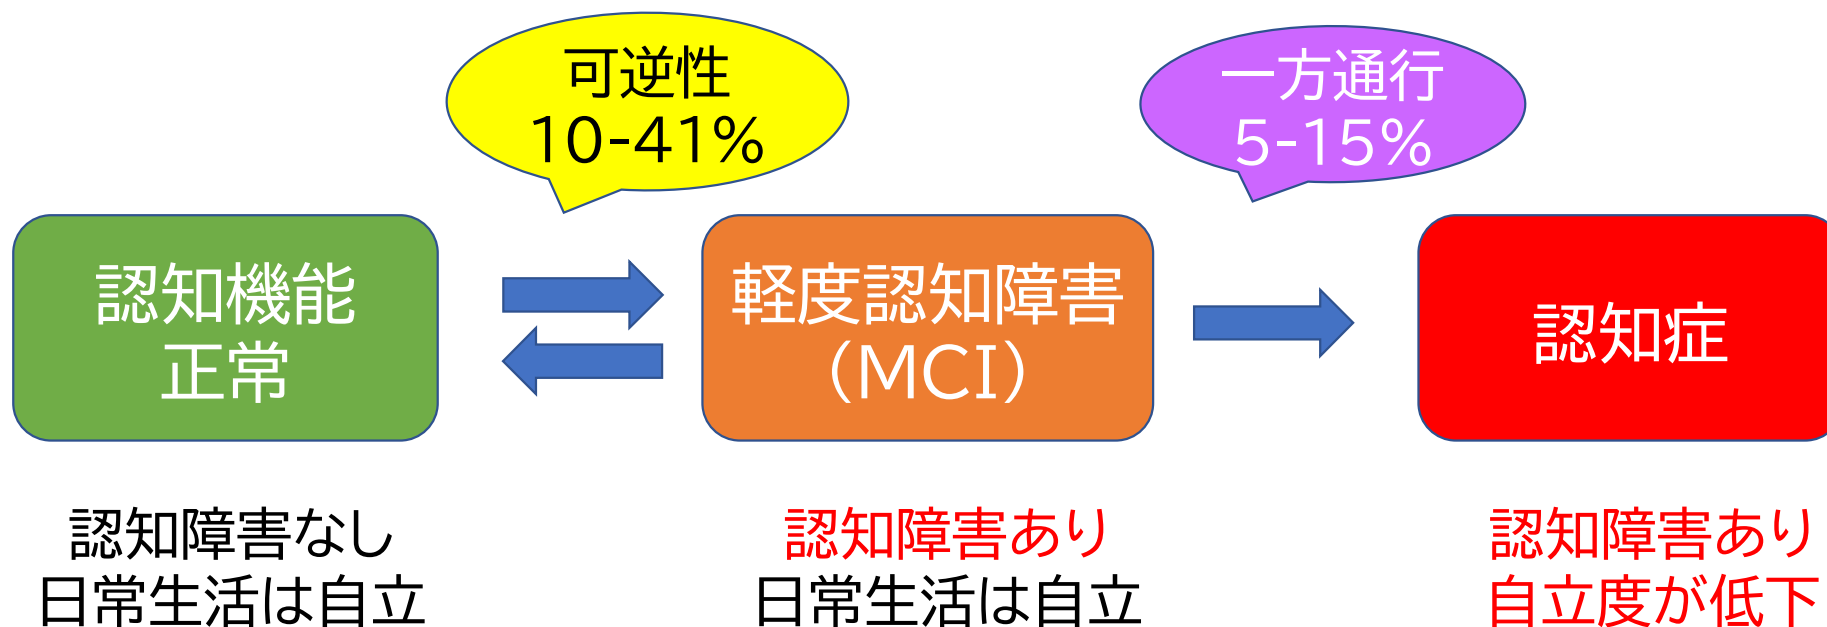 可逆性
10-41%
一方通行
5-15%
認知機能
正常
軽度認知障害
（MCI）
認知症
認知障害なし
日常生活は自立
認知障害あり
日常生活は自立
認知障害あり
自立度が低下